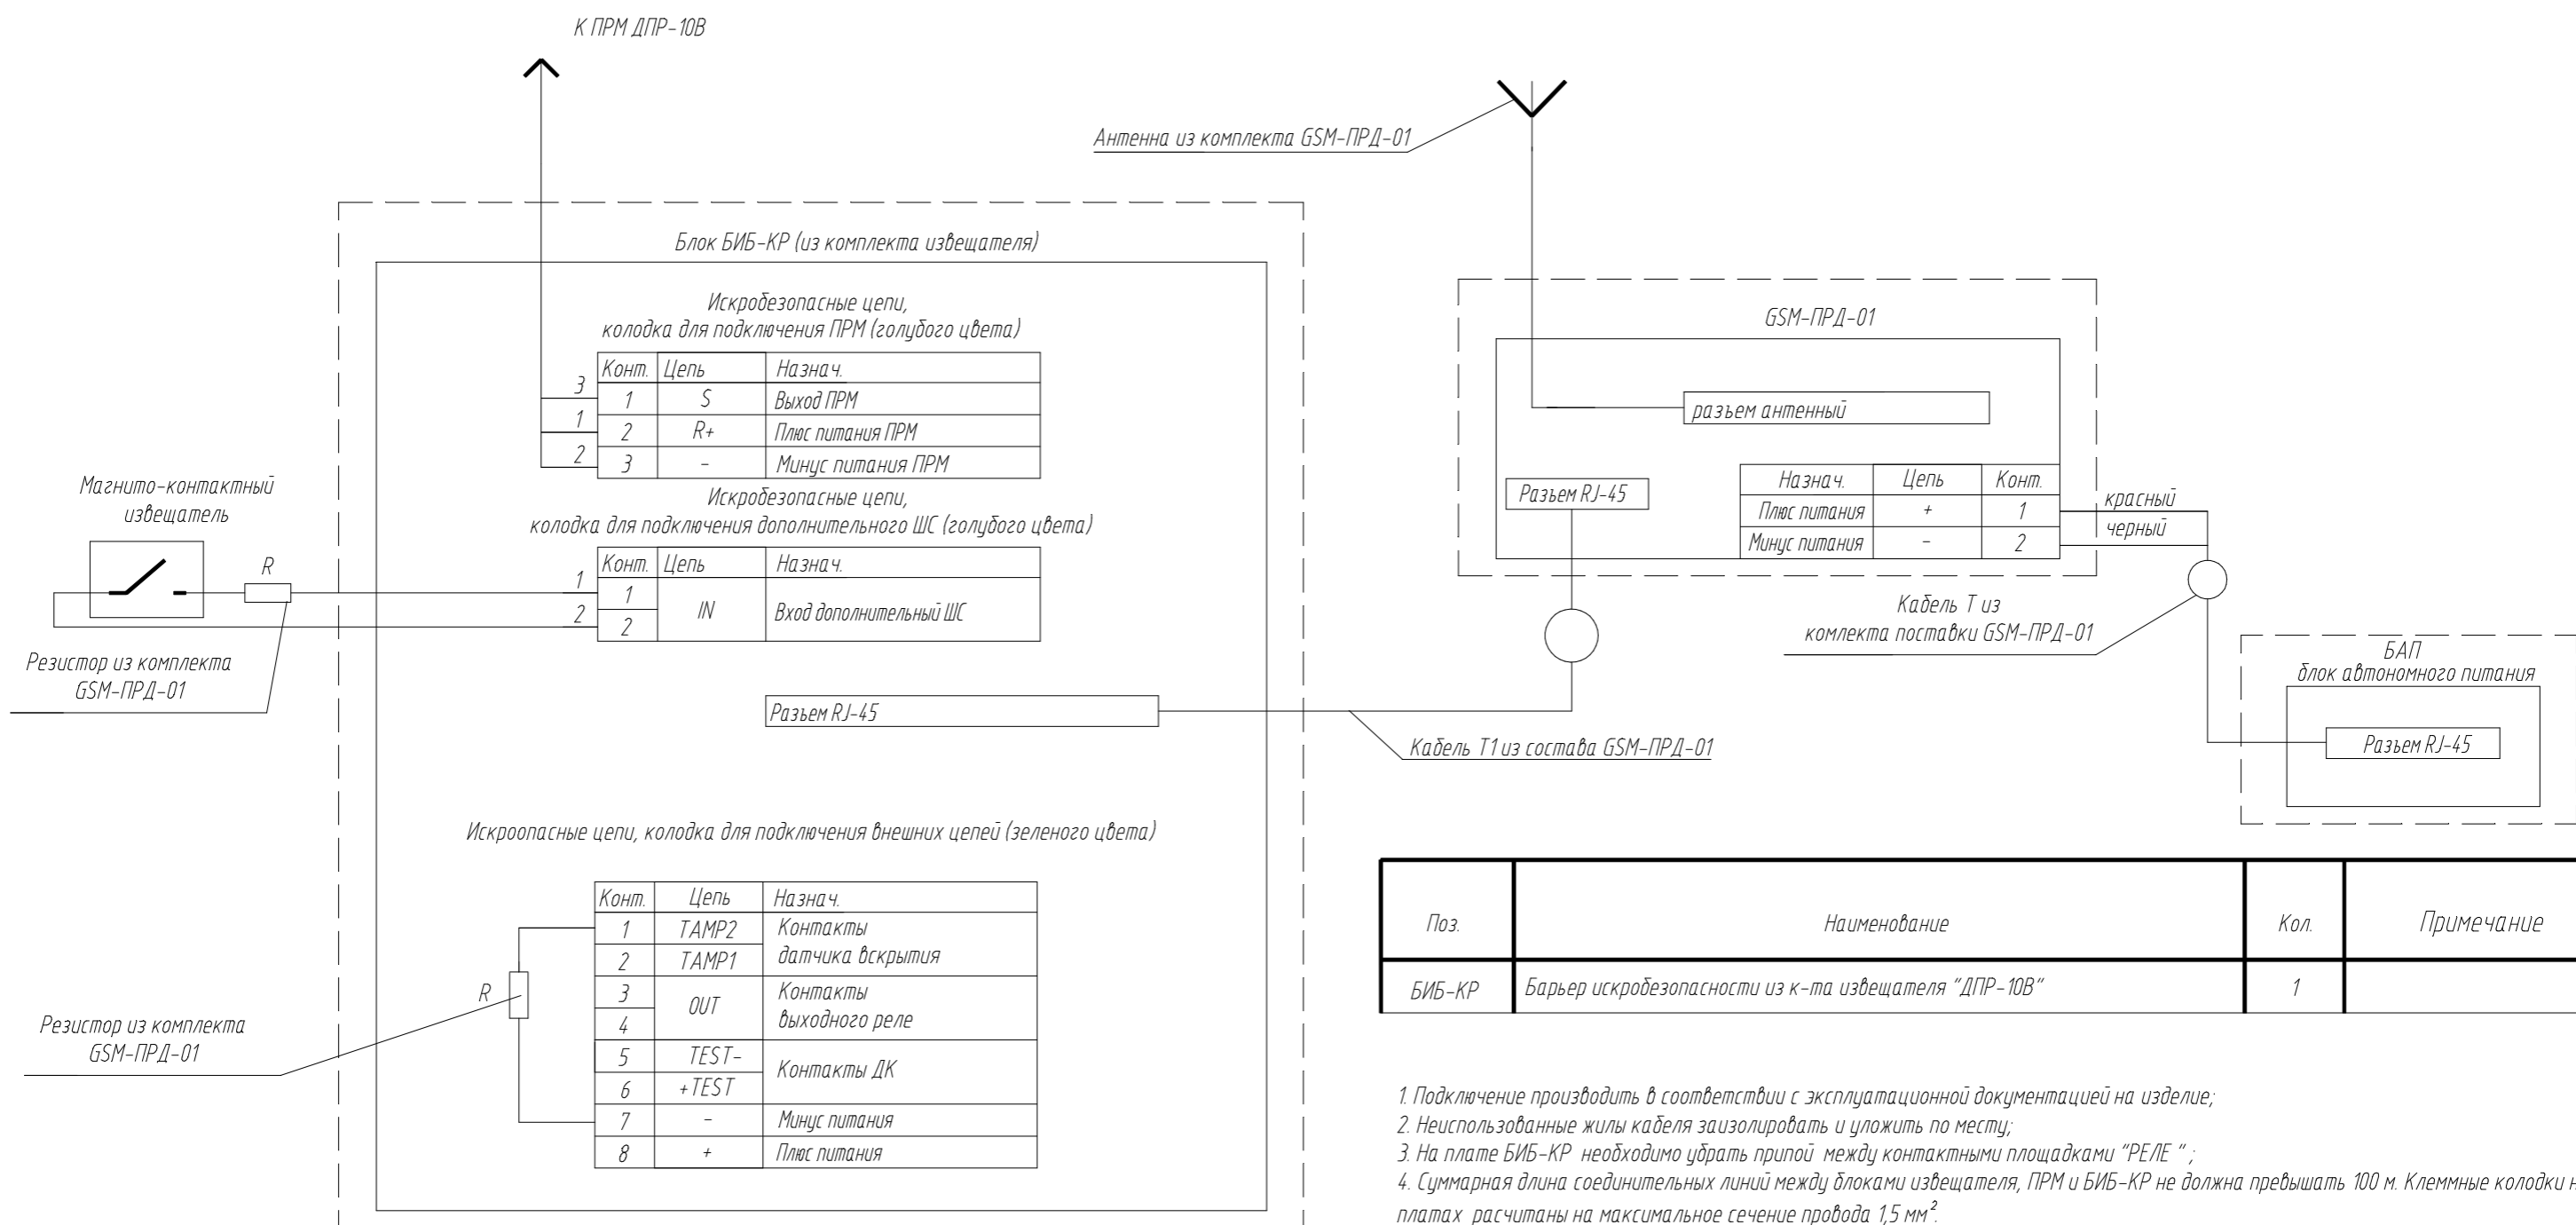 К ПРМ ДПР-10В
Антенна из комплекта GSM-ПРД-01
Блок БИБ-КР (из комплекта извещателя)
Искробезопасные цепи,
колодка для подключения ПРМ (голубого цвета)
Конт. Цепь Назнач.
3
1 S Выход ПРМ
1
2 R+ Плюс питания ПРМ
2
3 - Минус питания ПРМ
Искробезопасные цепи,
колодка для подключения дополнительного ШС (голубого цвета)
Конт. Цепь Назнач.
1
1
IN Вход дополнительный ШС
2
2
Магнито-контактный
извещатель
R
Резистор из комплекта
GSM-ПРД-01
Разъем RJ-45
Кабель Т1 из состава GSM-ПРД-01
GSM-ПРД-01
разъем антенный
Разъем RJ-45
Назнач. Цепь Конт.
Плюс питания + 1
Минус питания - 2
красный
черный
Кабель Т из
комлекта поставки GSM-ПРД-01
БАП
блок автономного питания
Разъем RJ-45
Искроопасные цепи, колодка для подключения внешних цепей (зеленого цвета)
Конт. Цепь Назнач.
1 TAMP2 Контакты
2 TAMP1 датчика вскрытия
3 OUT Контакты
4 выходного реле
5 TEST- Контакты ДК
6 +TEST
7 - Минус питания
8 + Плюс питания
R
Резистор из комплекта
GSM-ПРД-01
Поз. Наименование Кол. Примечание
БИБ-КР Барьер искробезопасности из к-та извещателя "ДПР-10В" 1
1. Подключение производить в соответствии с эксплуатационной документацией на изделие;
2. Неиспользованные жилы кабеля заизолировать и уложить по месту;
3. На плате БИБ-КР необходимо убрать припой между контактными площадками "РЕЛЕ ";
4. Суммарная длина соединительных линий между блоками извещателя, ПРМ и БИБ-КР не должна превышать 100 м. Клеммные колодки
платах расчитаны на максимальное сечение провода 1,5 мм².